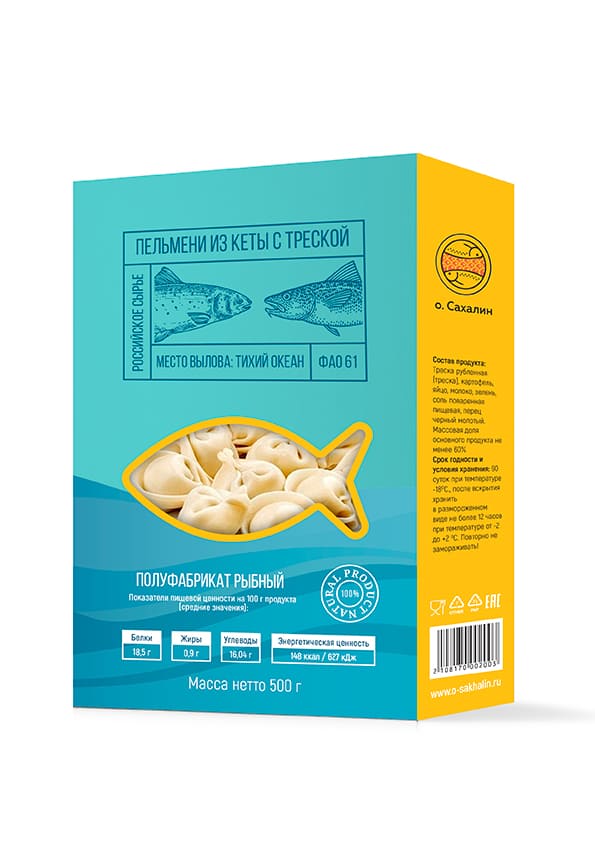 ПЕЛЬМЕНИ ИЗ КЕТЫ С ТРЕСКОЙ
РОССИЙСКОЕ СЫРЬЕ
МЕСТО ВЫЛОВА: ТИХИЙ ОКЕАН
ФАО 61
ПОЛУФАБРИКАТ РЫБНЫЙ
Показатели пищевой ценности на 100 г продукта
(средние значения):
NATURAL PRODUCT
100%
Белки
18,5 г
Жиры
0,9 г
Углеводы
16,04 г
Энергетическая ценность
148 ккал / 627 кДж
Масса нетто 500 г
о. Сахалин
Состав продукта:
Треска рубленная
(треска), картофель,
яйцо, молоко, зелень,
соль поваренная
пищевая, перец
черный молотый.
Массовая доля
основного продукта не
менее 60%
Срок годности и
условия хранения: 90
суток при температуре
-18°С, после вскрытия
хранить
в размороженном
виде не более 12 часов
при температуре от -2
до +2 °С. Повторно не
замораживать!
EAC
2 108170 002003
www.o-sakhalin.ru